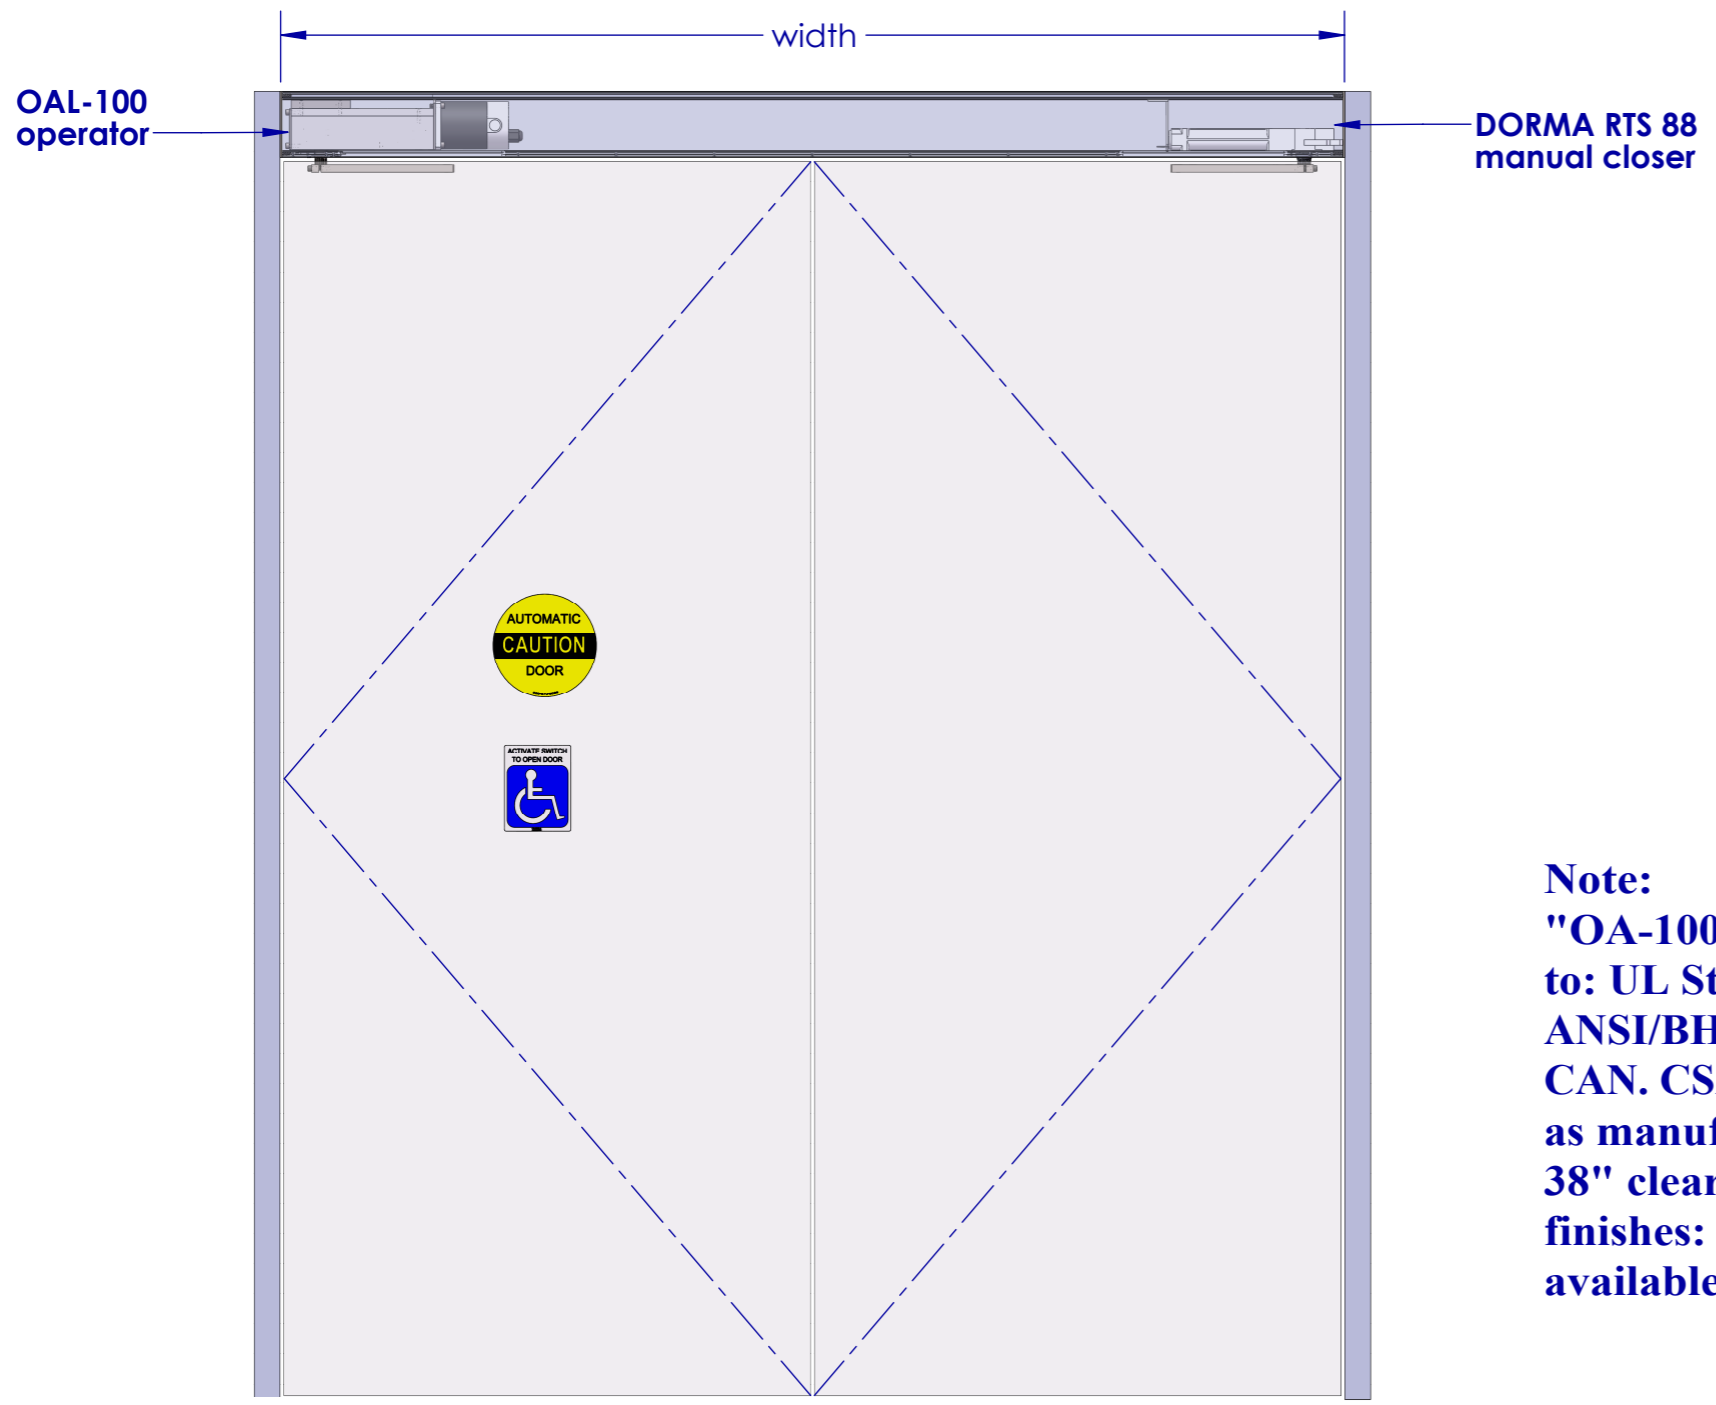 width
OAL-100
operator
DORMA RTS 88
manual closer
AUTOMATIC
CAUTION
DOOR
ACTIVATE SWITCH
TO OPEN DOOR
Note:
"OA-100
to: UL St
ANSI/BH
CAN. CS
as manuf
38" clear
finishes:
available